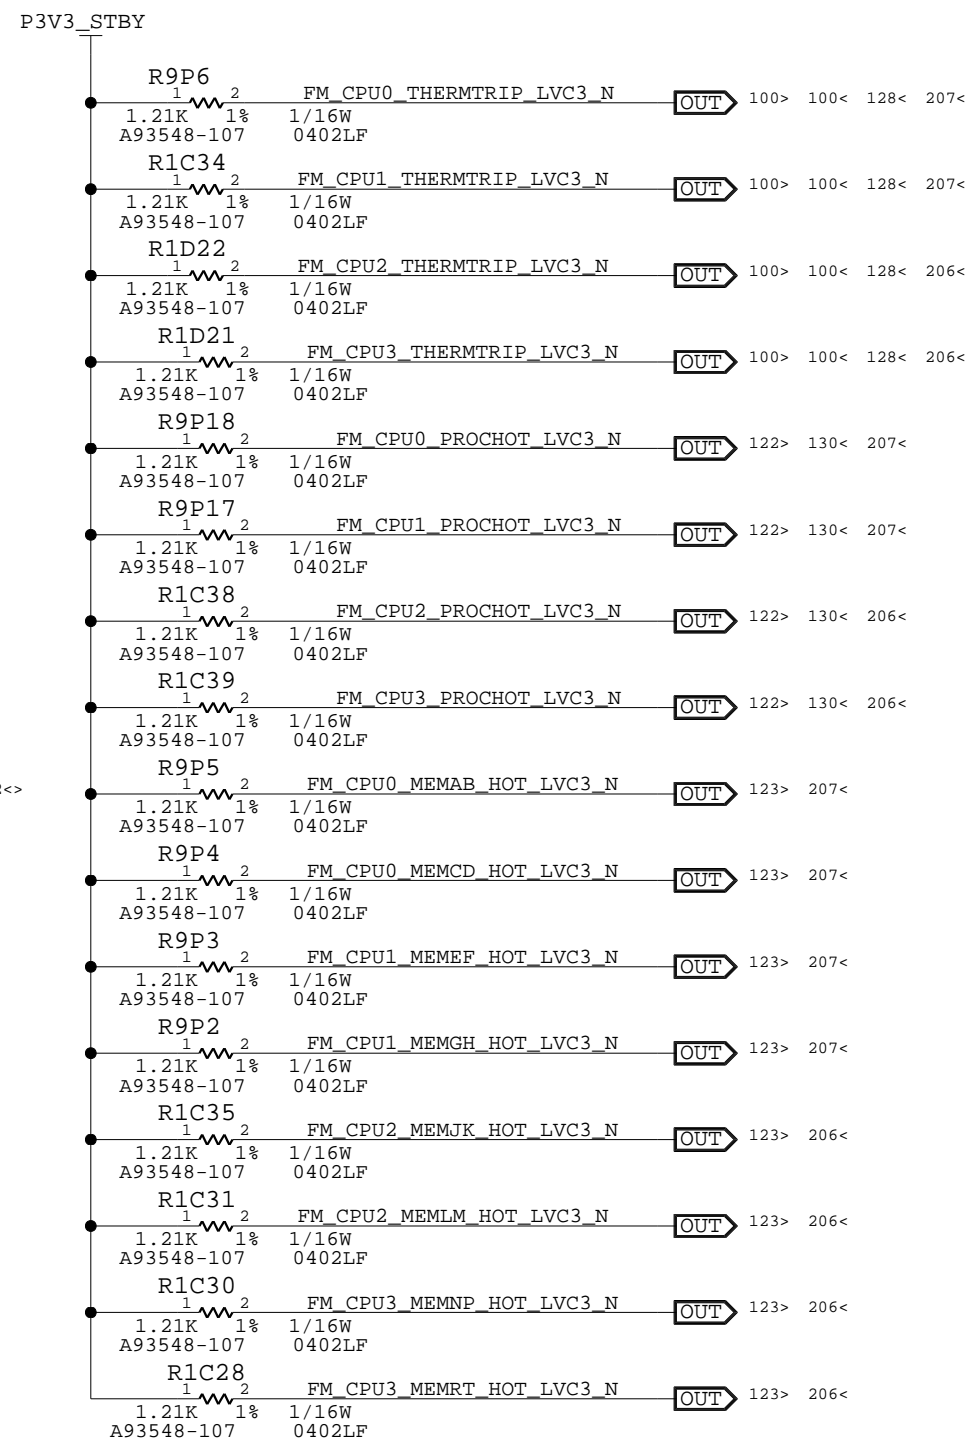 P3V3_STBY
R9P6
1 2 FM_CPU0_THERMTRIP_LVC3_N OUT 100> 100< 128< 207<
1.21K 1% 1/16W
A93548-107 0402LF
R1C34
1 2 FM_CPU1_THERMTRIP_LVC3_N OUT 100> 100< 128< 207<
1.21K 1% 1/16W
A93548-107 0402LF
R1D22
1 2 FM_CPU2_THERMTRIP_LVC3_N OUT 100> 100< 128< 206<
1.21K 1% 1/16W
A93548-107 0402LF
R1D21
1 2 FM_CPU3_THERMTRIP_LVC3_N OUT 100> 100< 128< 206<
1.21K 1% 1/16W
A93548-107 0402LF
R9P18
1 2 FM_CPU0_PROCHOT_LVC3_N OUT 122> 130< 207<
1.21K 1% 1/16W
A93548-107 0402LF
R9P17
1 2 FM_CPU1_PROCHOT_LVC3_N OUT 122> 130< 207<
1.21K 1% 1/16W
A93548-107 0402LF
R1C38
1 2 FM_CPU2_PROCHOT_LVC3_N OUT 122> 130< 206<
1.21K 1% 1/16W
A93548-107 0402LF
R1C39
1 2 FM_CPU3_PROCHOT_LVC3_N OUT 122> 130< 206<
1.21K 1% 1/16W
A93548-107 0402LF
R9P5
<> 1 2 FM_CPU0_MEMAB_HOT_LVC3_N OUT 123> 207<
1.21K 1% 1/16W
A93548-107 0402LF
R9P4
1 2 FM_CPU0_MEMCD_HOT_LVC3_N OUT 123> 207<
1.21K 1% 1/16W
A93548-107 0402LF
R9P3
1 2 FM_CPU1_MEMEF_HOT_LVC3_N OUT 123> 207<
1.21K 1% 1/16W
A93548-107 0402LF
R9P2
1 2 FM_CPU1_MEMGH_HOT_LVC3_N OUT 123> 207<
1.21K 1% 1/16W
A93548-107 0402LF
R1C35
1 2 FM_CPU2_MEMJK_HOT_LVC3_N OUT 123> 206<
1.21K 1% 1/16W
A93548-107 0402LF
R1C31
1 2 FM_CPU2_MEMLM_HOT_LVC3_N OUT 123> 206<
1.21K 1% 1/16W
A93548-107 0402LF
R1C30
1 2 FM_CPU3_MEMNP_HOT_LVC3_N OUT 123> 206<
1.21K 1% 1/16W
A93548-107 0402LF
R1C28
1 2 FM_CPU3_MEMRT_HOT_LVC3_N OUT 123> 206<
1.21K 1% 1/16W
A93548-107 0402LF